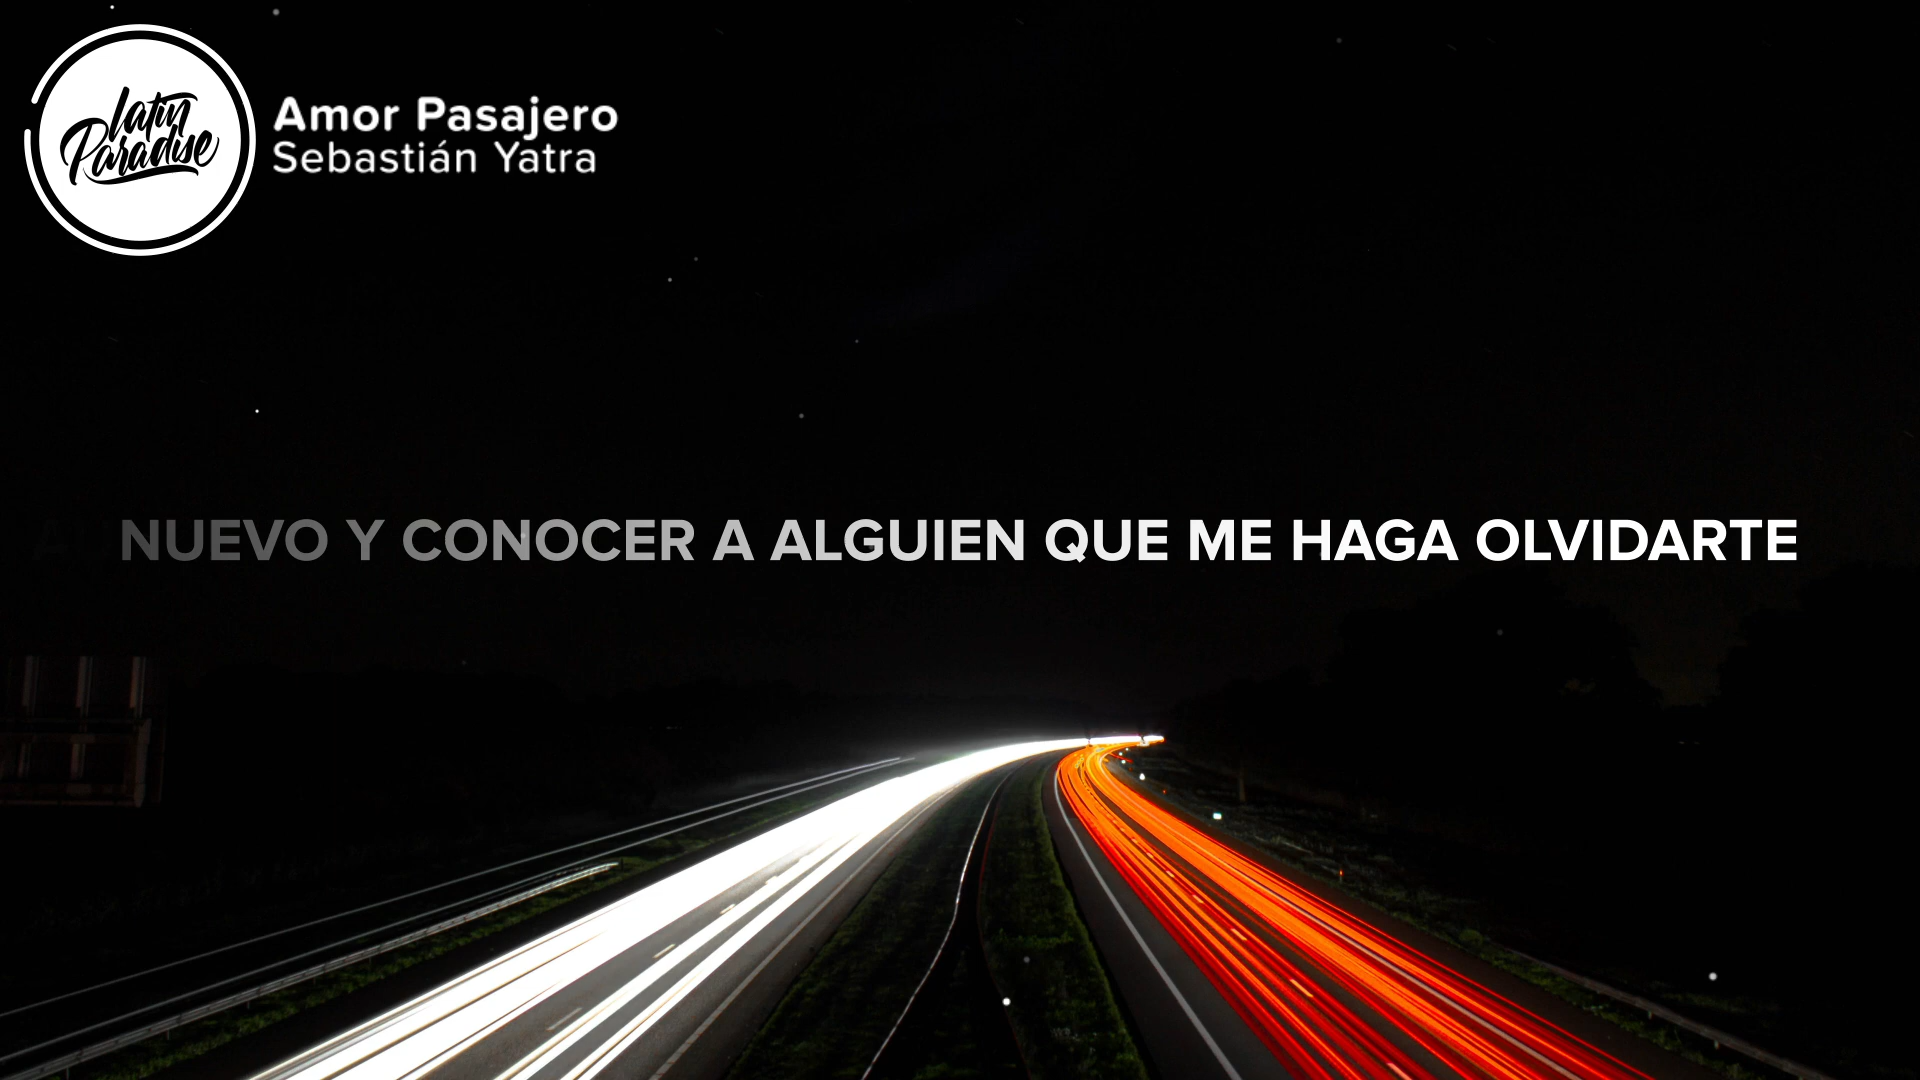 Latin
Paradise
Amor Pasajero
Sebastián Yatra
NUEVO Y CONOCER A ALGUIEN QUE ME HAGA OLVIDARTE